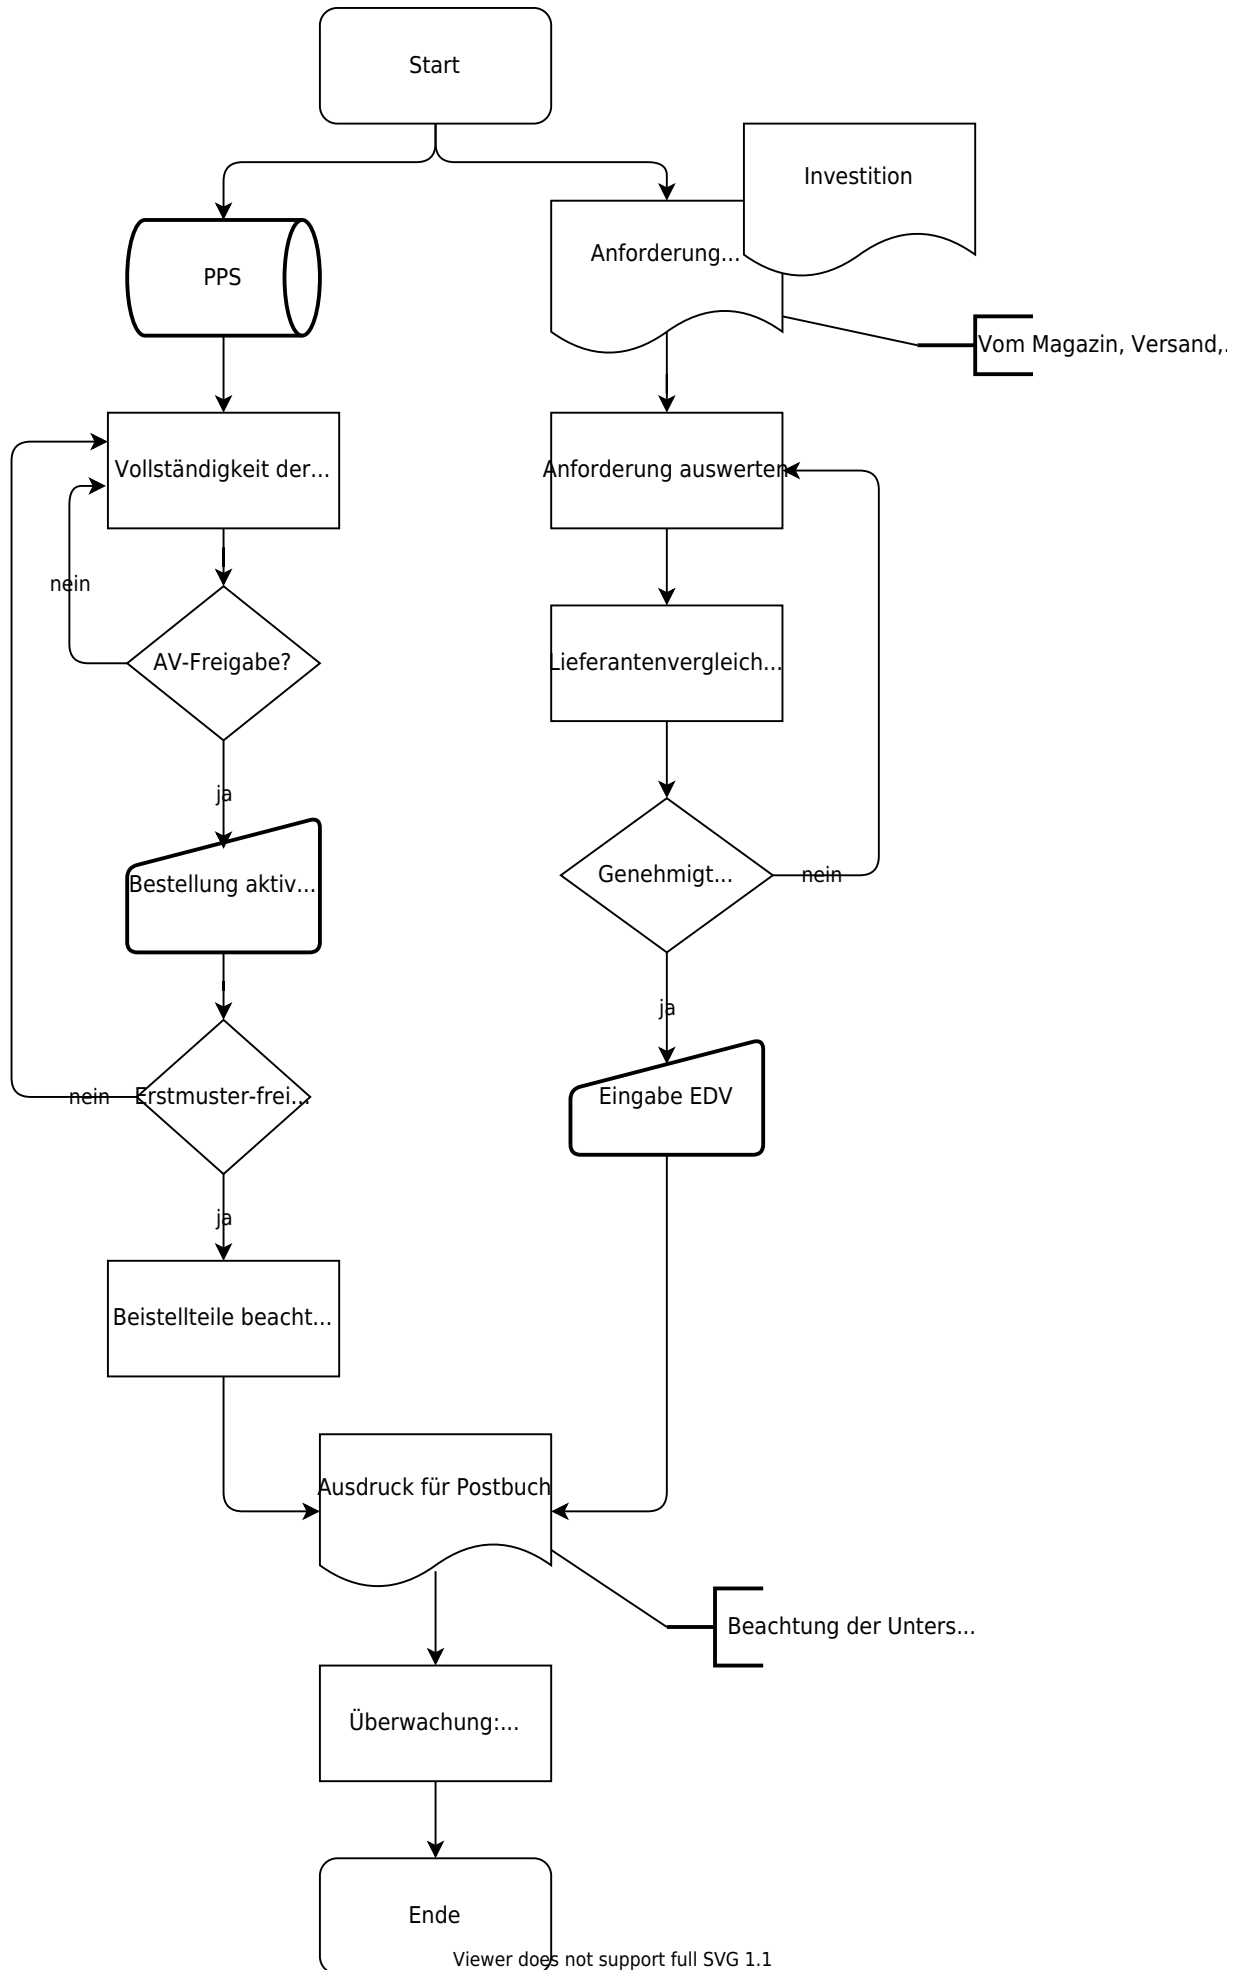 Start
Investition
Anforderung...
PPS
Vom Magazin, Versand,.
Vollständigkeit der...
Anforderung auswerten
nein
AV-Freigabe?
Lieferantenvergleich...
ja
Bestellung aktiv...
Genehmigt...
nein
ja
Erstmuster-frei...
nein
Eingabe EDV
ja
Beistellteile beacht...
Ausdruck für Postbuch
Beachtung der Unters...
Überwachung:...
Ende
Viewer does not support full SVG 1.1